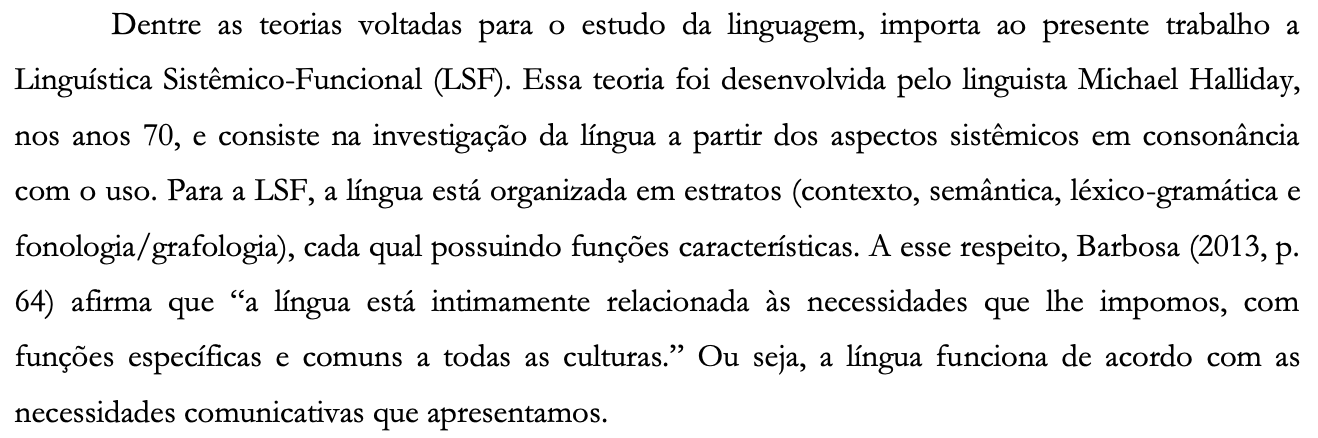 Dentre as teorias voltadas para o estudo da linguagem, importa ao presente trabalho a
Linguística Sistêmico-Funcional (LSF). Essa teoria foi desenvolvida pelo linguista Michael Halliday,
nos anos 70, e consiste na investigação da língua a partir dos aspectos sistêmicos em consonância
com o uso. Para a LSF, a língua está organizada em estratos (contexto, semântica, léxico-gramática e
fonologia/grafologia), cada qual possuindo funções características. A esse respeito, Barbosa (2013, p.
64) afirma que “a língua está intimamente relacionada às necessidades que lhe impomos, com
funções específicas e comuns a todas as culturas.” Ou seja, a língua funciona de acordo com as
necessidades comunicativas que apresentamos.